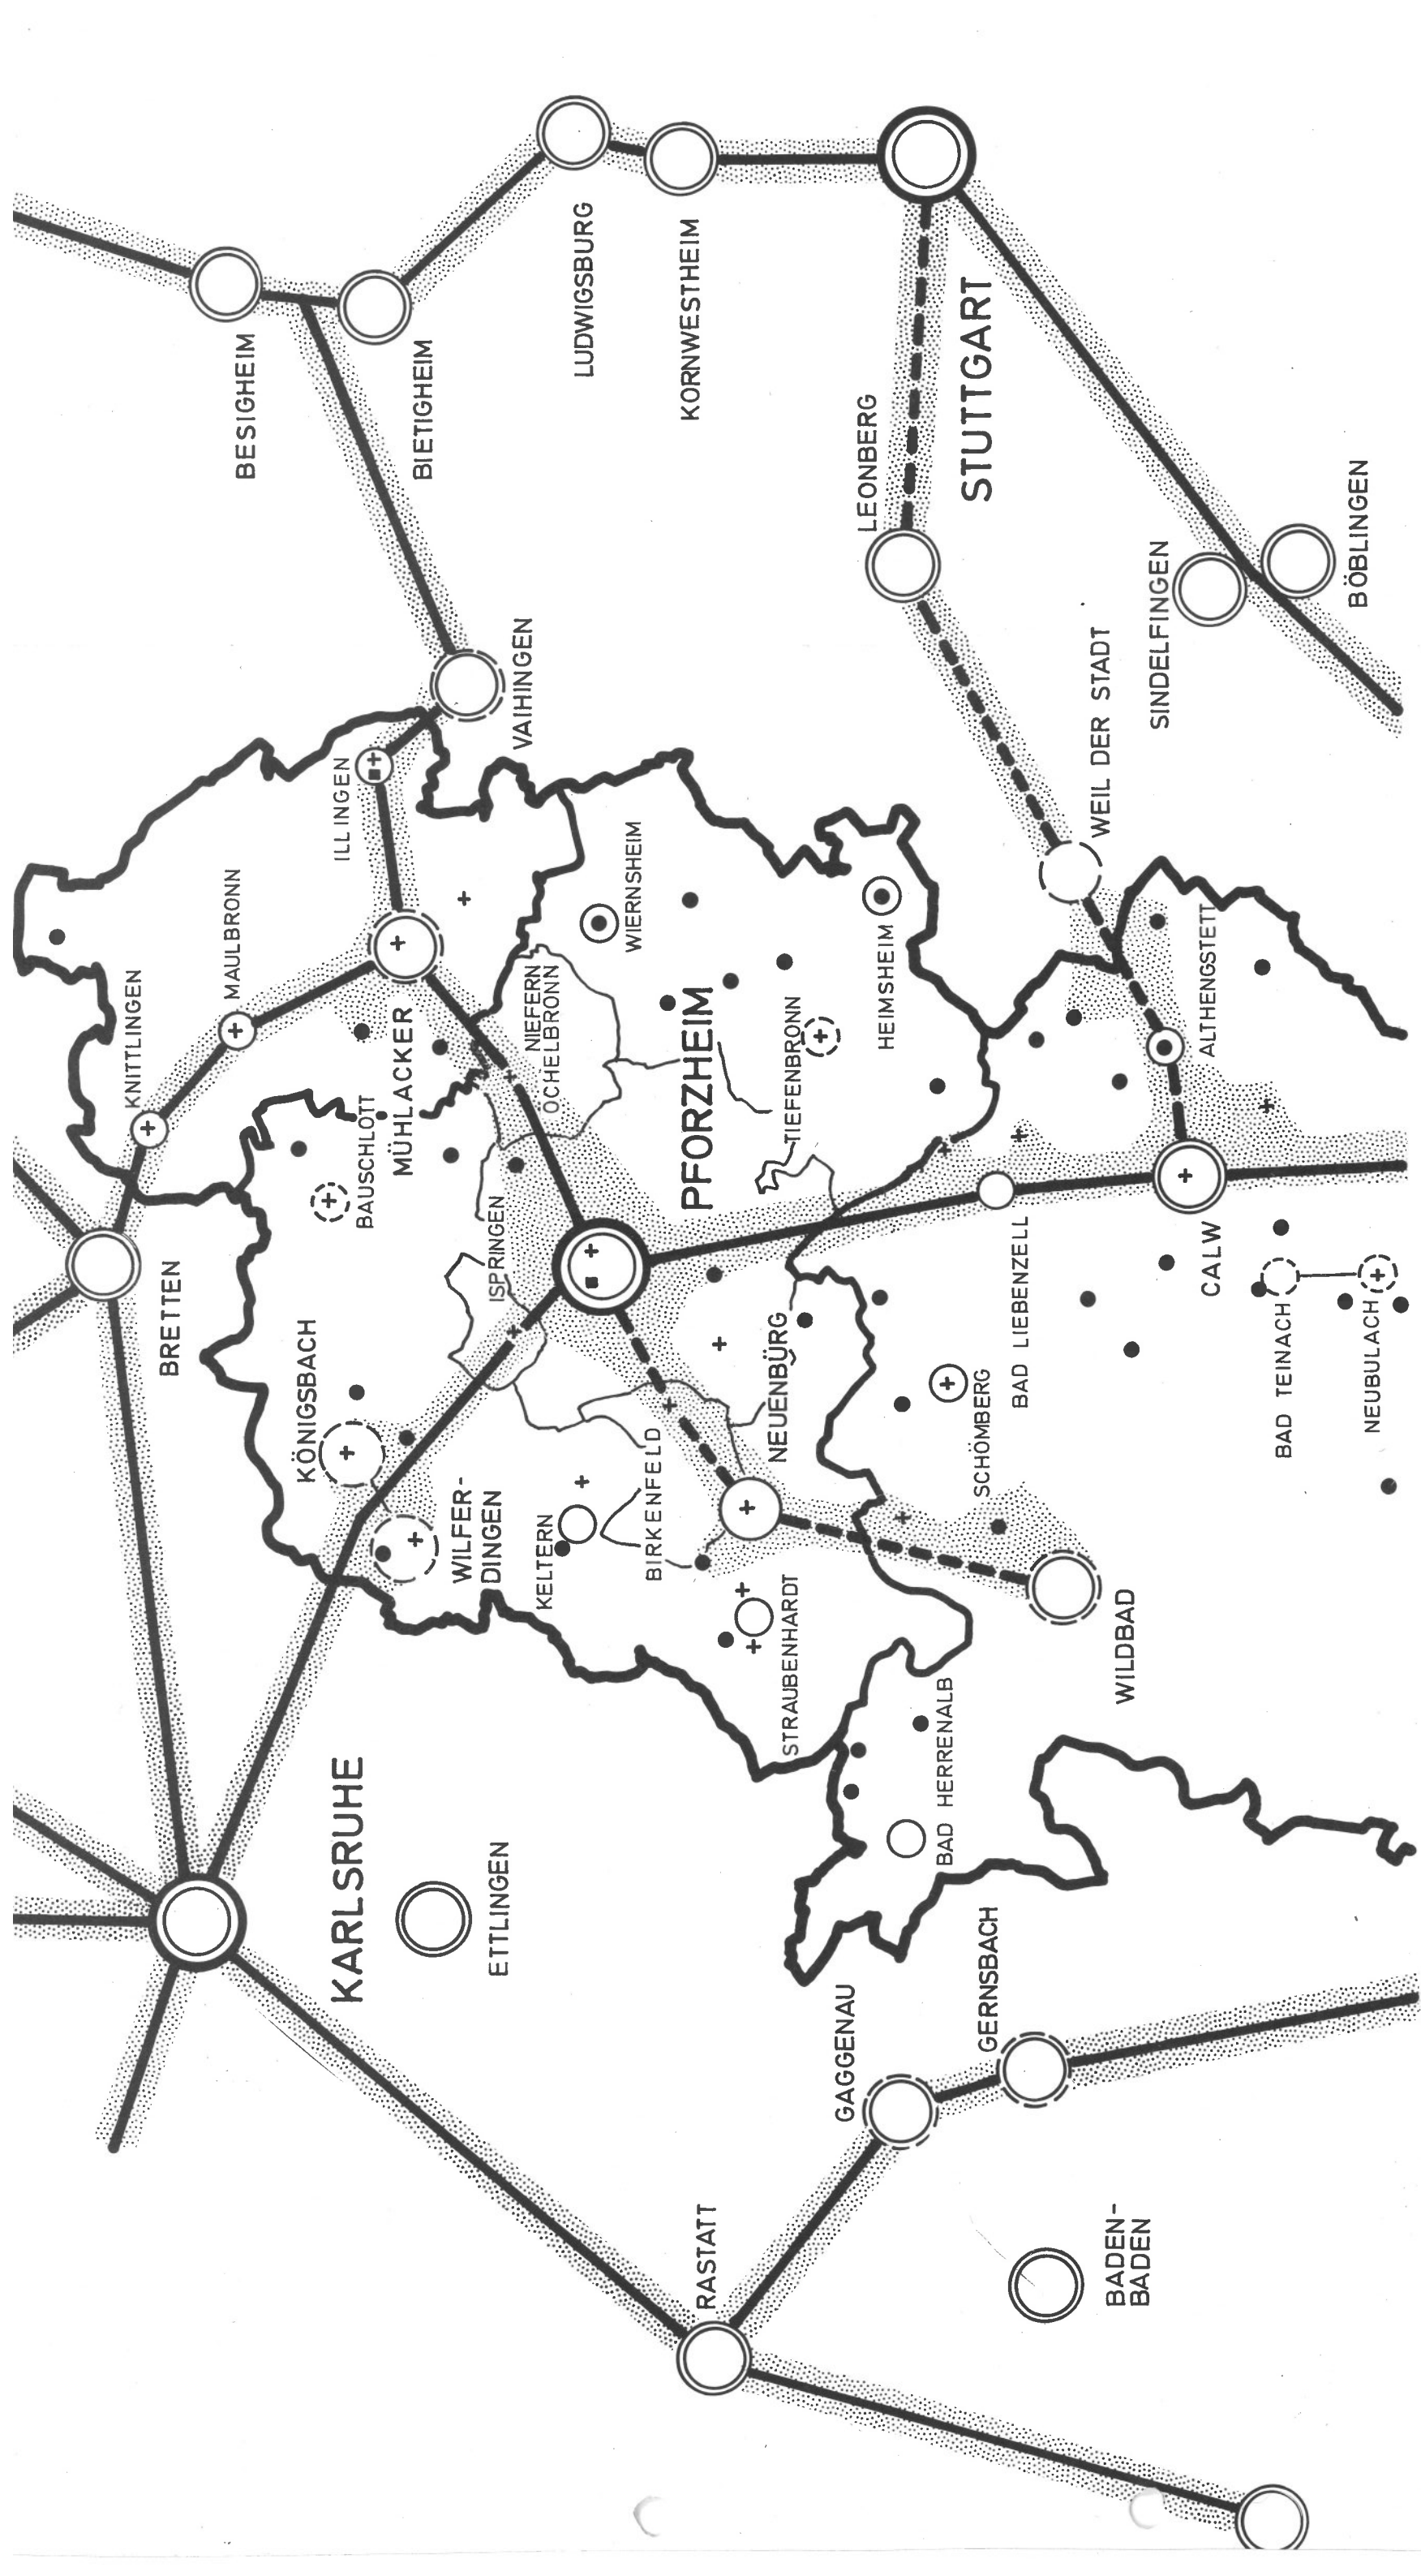 BESIGHEIM
BIETIGHEIM
LUDWIGSBURG
KORNWESTHEIM
STUTTGART
LEONBERG
SINDELFINGEN
BÖBLINGEN
WEIL DER STADT
VAIHINGEN
ILLINGEN
MAULBRONN
KNITTLINGEN
MÜHLACKER
WIERNSHEIM
NIEFERN
ÖCHELBRONN
HEIMSHEIM
TIEFENBRONN
ALTHENGSTETT
PFORZHEIM
BAUSCHLOTT
ISPRINGEN
BRETTEN
KÖNIGSBACH
WILFER-
DINGEN
KELTERN
BIRKENFELD
NEUENBÜRG
STRAUBENHARDT
SCHÖMBERG
BAD LIEBENZELL
CALW
BAD TEINACH
NEUBULACH
WILDBAD
BAD HERRENALB
KARLSRUHE
ETTLINGEN
GERNSBACH
GAGGENAU
RASTATT
BADEN-
BADEN